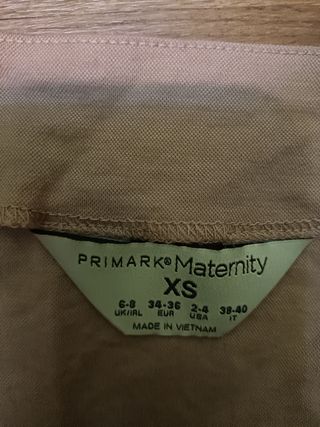 PRIMARK® Maternity
XS
6-8 34-36 2-4 38-40
UK/IRL EUR USA IT
MADE IN VIETNAM